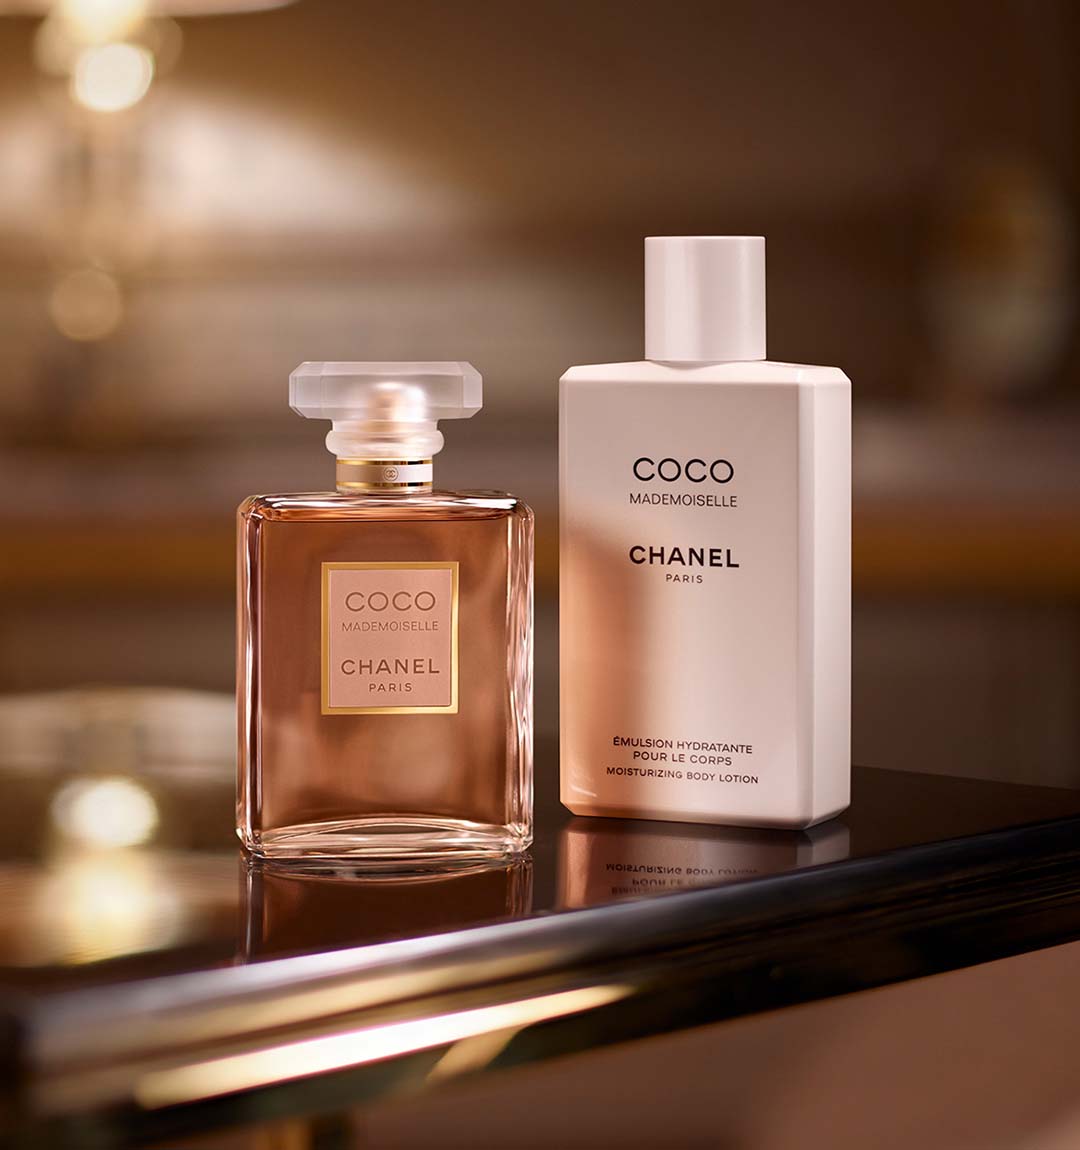 COCO
MADEMOISELLE
CHANEL
PARIS
COCO
MADEMOISELLE
CHANEL
PARIS
ÉMULSION HYDRATANTE
POUR LE CORPS
MOISTURIZING BODY LOTION